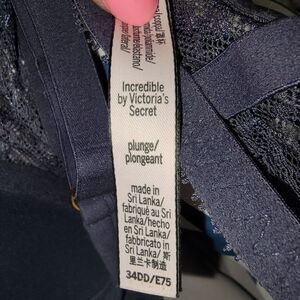 Incredible
by Victoria's
Secret
plunge/
plongeant
made in
Sri Lanka/
fabriqué au Sri
Lanka/hecho
en Sri Lanka/
fabbricato in
Sri Lanka/ 斯
里兰卡制造
34DD/E75